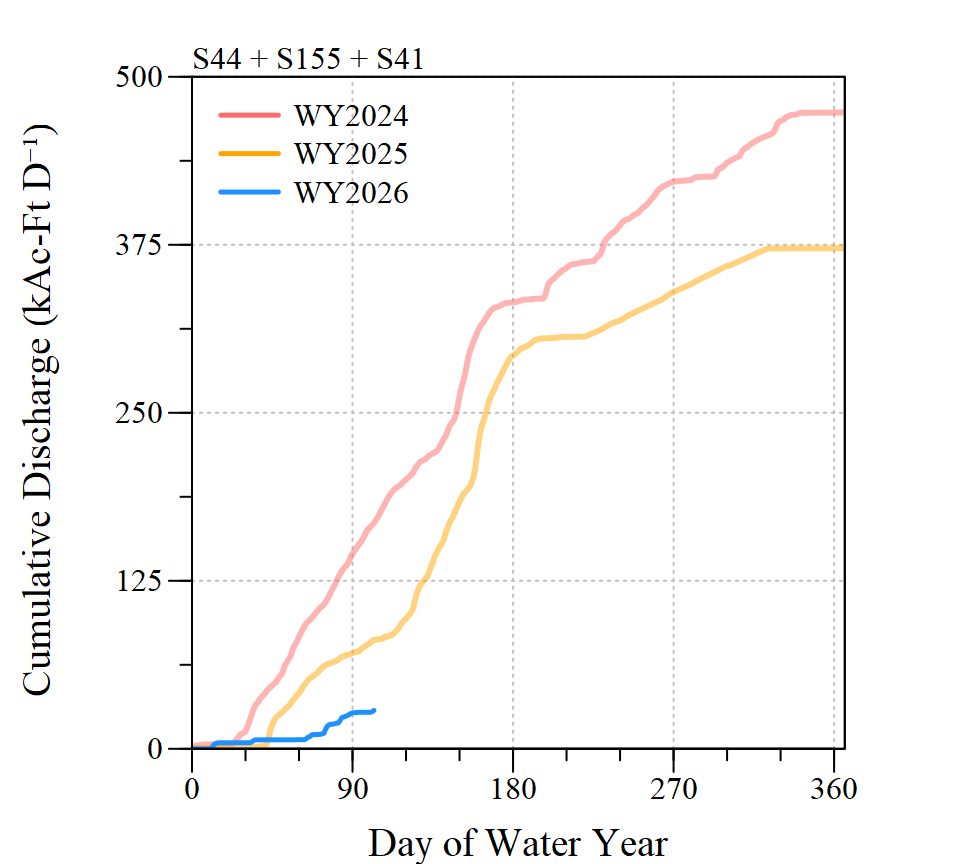 S44 + S155 + S41
WY2024
WY2025
WY2026
Cumulative Discharge (kAc-Ft D⁻¹)
500
375
250
125
0
0 90 180 270 360
Day of Water Year